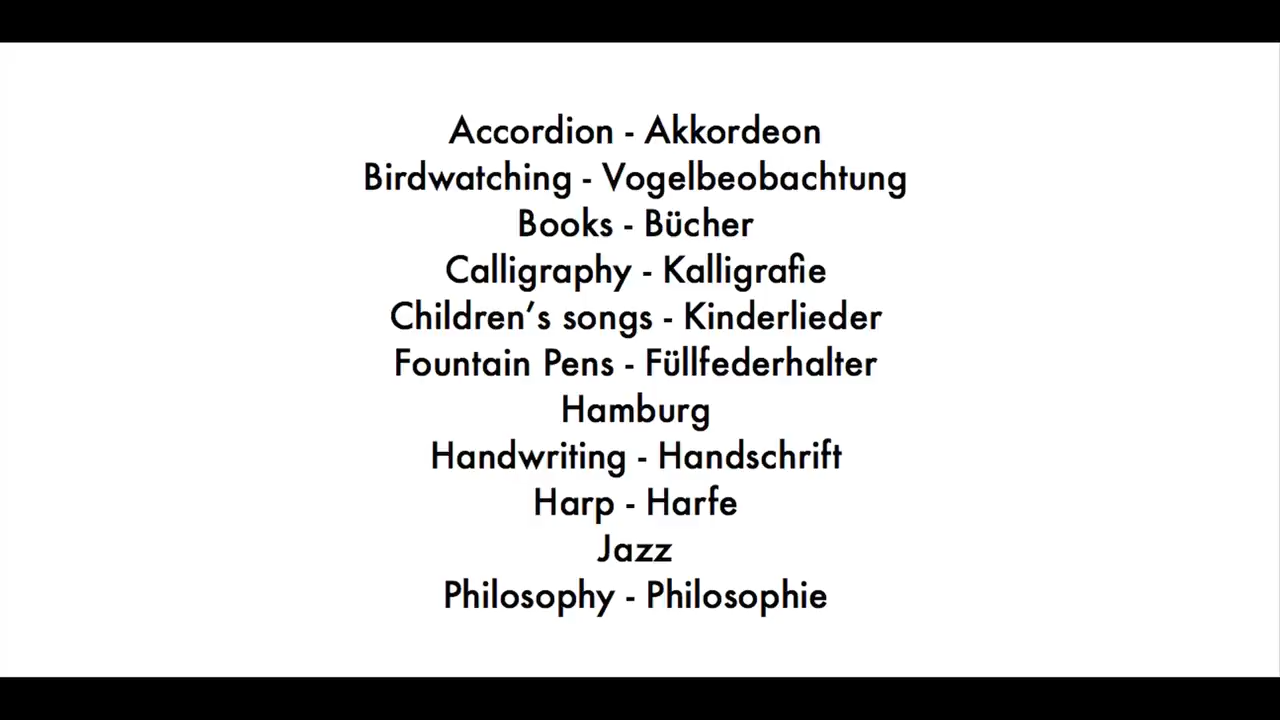 Accordion - Akkordeon
Birdwatching - Vogelbeobachtung
Books - Bücher
Calligraphy - Kalligrafie
Children’s songs - Kinderlieder
Fountain Pens - Füllfederhalter
Hamburg
Handwriting - Handschrift
Harp - Harfe
Jazz
Philosophy - Philosophie